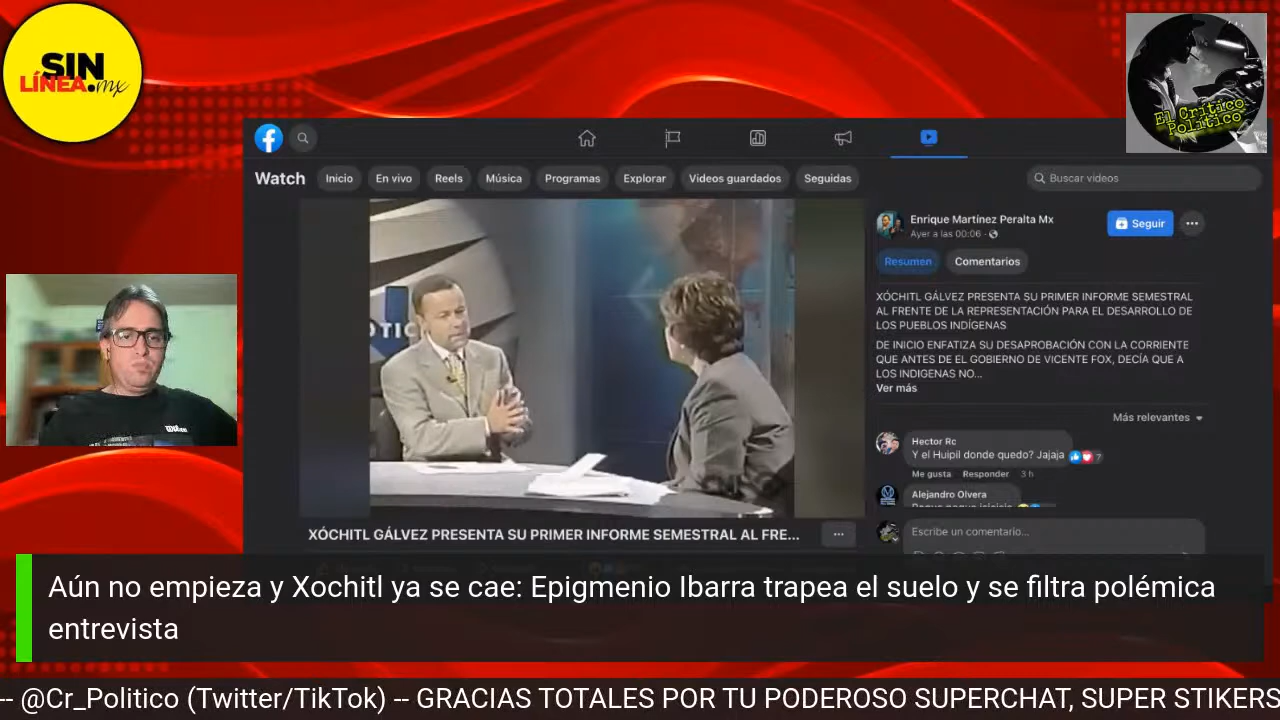 SIN
LÍNEA.mx
El Crítico
Político
Watch
Inicio
En vivo
Reels
Música
Programas
Explorar
Videos guardados
Seguidas
Buscar videos
Enrique Martínez Peralta Mx
Ayer a las 00:06 ·
Seguir
Resumen
Comentarios
XÓCHITL GÁLVEZ PRESENTA SU PRIMER INFORME SEMESTRAL
AL FRENTE DE LA REPRESENTACIÓN PARA EL DESARROLLO DE
LOS PUEBLOS INDÍGENAS
DE INICIO ENFATIZA SU DESAPROBACIÓN CON LA CORRIENTE
QUE ANTES DE EL GOBIERNO DE VICENTE FOX, DECÍA QUE A
LOS INDIGENAS NO...
Ver más
Más relevantes
Hector Rc
Y el Huipil donde quedo? Jajaja
7
Me gusta Responder 3 h
Alejandro Olvera
Escribe un comentario...
XÓCHITL GÁLVEZ PRESENTA SU PRIMER INFORME SEMESTRAL AL FRE...
Aún no empieza y Xochitl ya se cae: Epigmenio Ibarra trapea el suelo y se filtra polémica
entrevista
-- @Cr_Politico (Twitter/TikTok) -- GRACIAS TOTALES POR TU PODEROSO SUPERCHAT, SUPER STIKERS